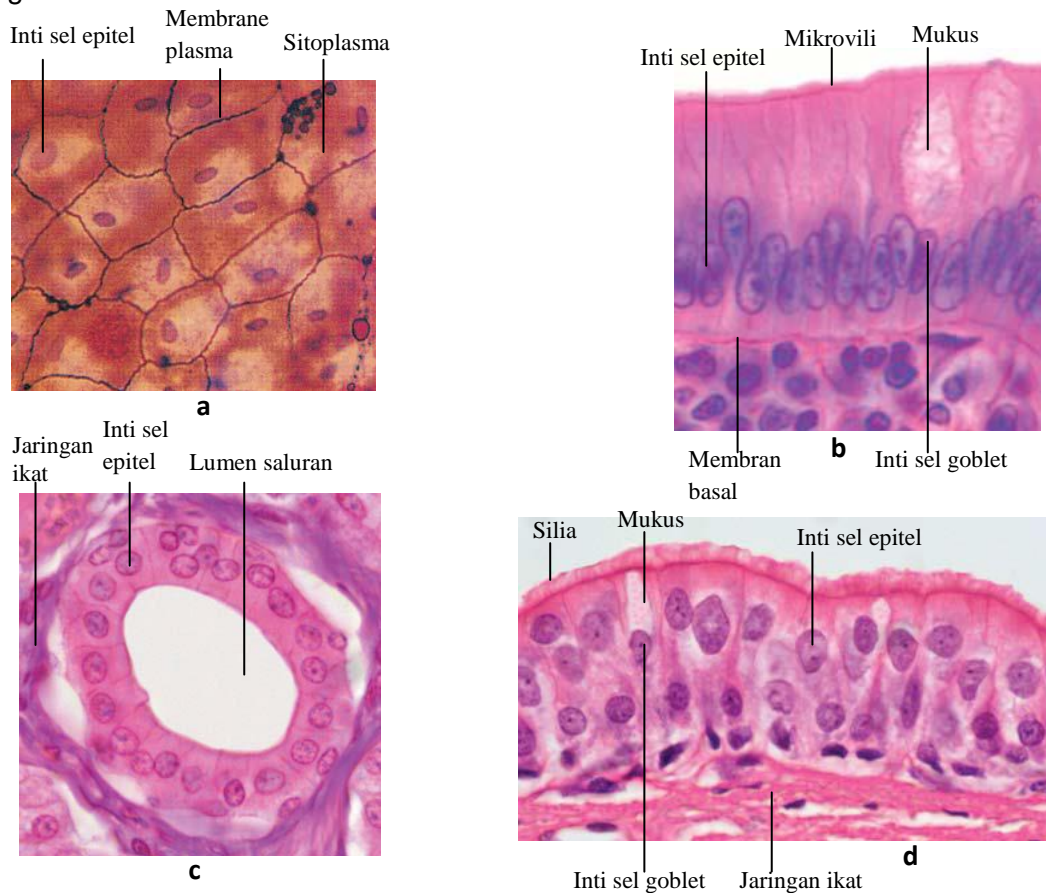 Inti sel epitel
Membrane
plasma
Sitoplasma
a
Mikrovili
Mukus
Inti sel epitel
b
Membran
basal
Inti sel goblet
Jaringan
ikat
Inti sel
epitel
Lumen saluran
c
Silia
Mukus
Inti sel epitel
d
Inti sel goblet
Jaringan ikat